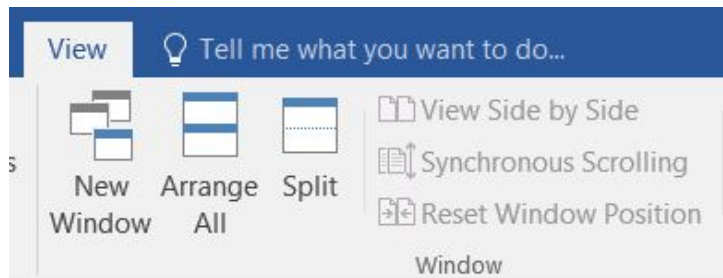 View
Tell me what you want to do...
s
New
Window
Arrange
All
Split
View Side by Side
Synchronous Scrolling
Reset Window Position
Window